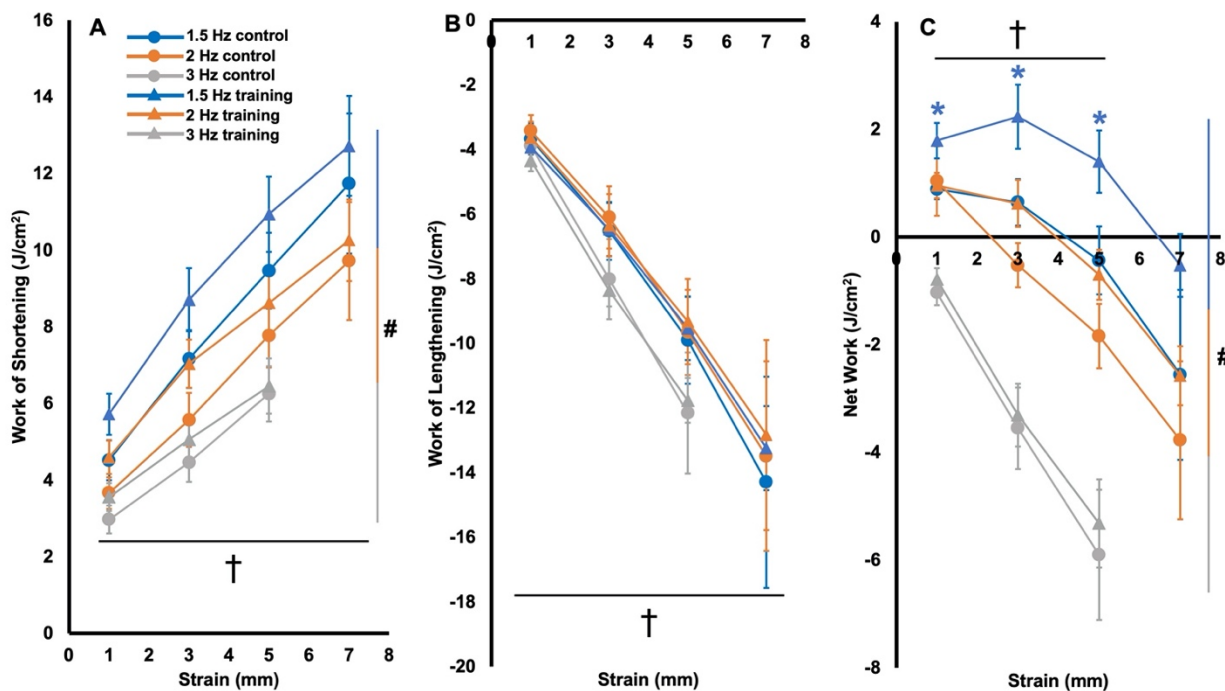 A
1.5 Hz control
2 Hz control
3 Hz control
1.5 Hz training
2 Hz training
3 Hz training
Work of Shortening (J/cm²)
16
14
12
10
8
6
4
2
0
#
†
0 1 2 3 4 5 6 7 8
Strain (mm)
B
Work of Lengthening (J/cm²)
0
-2
-4
-6
-8
-10
-12
-14
-16
-18
-20
0 1 2 3 4 5 6 7 8
†
Strain (mm)
C
†
* * *
Net Work (J/cm²)
4
2
0
-2
-4
-6
-8
0 1 2 3 4 5 6 7 8
#
Strain (mm)